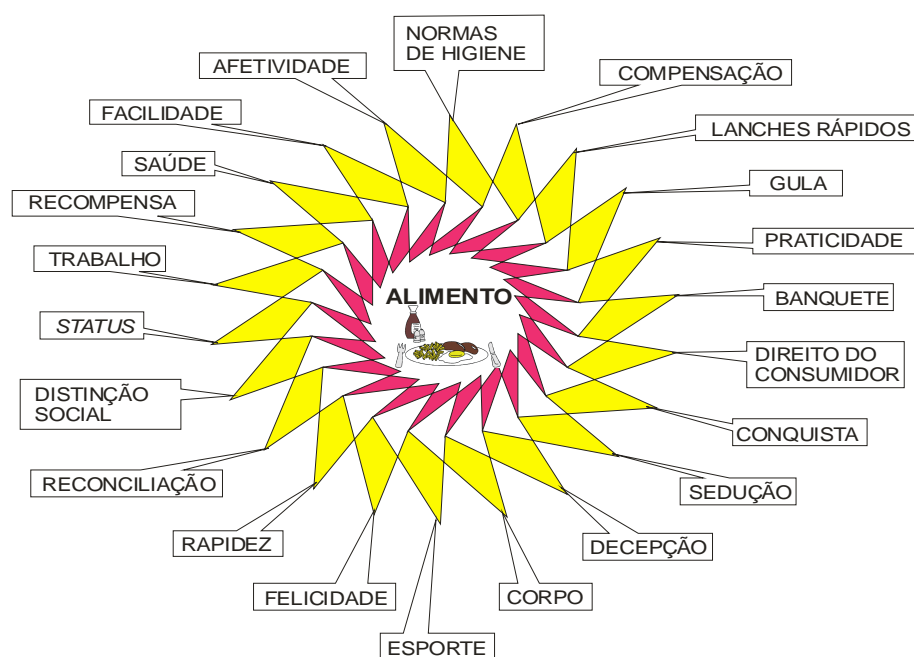 NORMAS
DE HIGIENE
COMPENSAÇÃO
LANCHES RÁPIDOS
GULA
PRATICIDADE
BANQUETE
DIREITO DO
CONSUMIDOR
CONQUISTA
SEDUÇÃO
DECEPÇÃO
CORPO
ESPORTE
FELICIDADE
RAPIDEZ
RECONCILIAÇÃO
DISTINÇÃO
SOCIAL
STATUS
TRABALHO
RECOMPENSA
SAÚDE
FACILIDADE
AFETIVIDADE
ALIMENTO